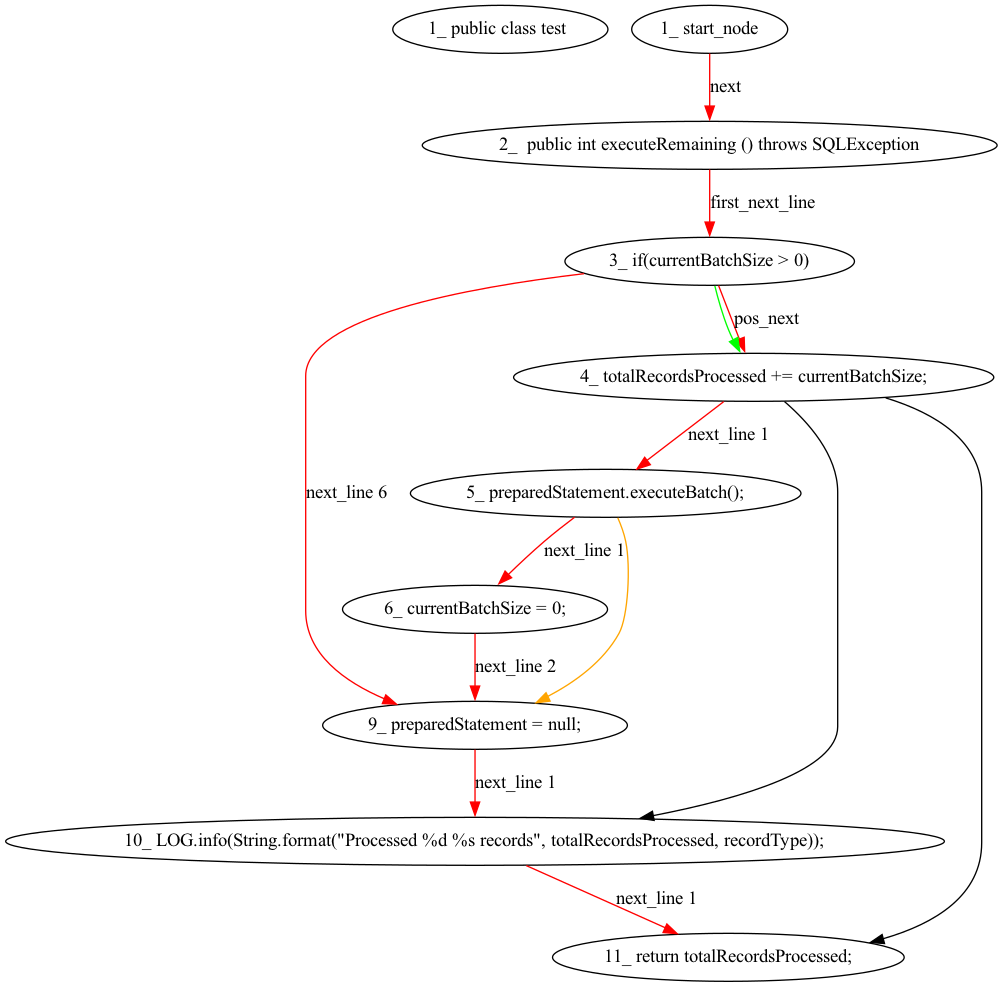 1_ public class test
1_ start_node
next
2_ public int executeRemaining () throws SQLException
first_next_line
3_ if(currentBatchSize > 0)
pos_next
4_ totalRecordsProcessed += currentBatchSize;
next_line 1
next_line 6
5_ preparedStatement.executeBatch();
next_line 1
6_ currentBatchSize = 0;
next_line 2
9_ preparedStatement = null;
next_line 1
10_ LOG.info(String.format("Processed %d %s records", totalRecordsProcessed, recordType));
next_line 1
11_ return totalRecordsProcessed;